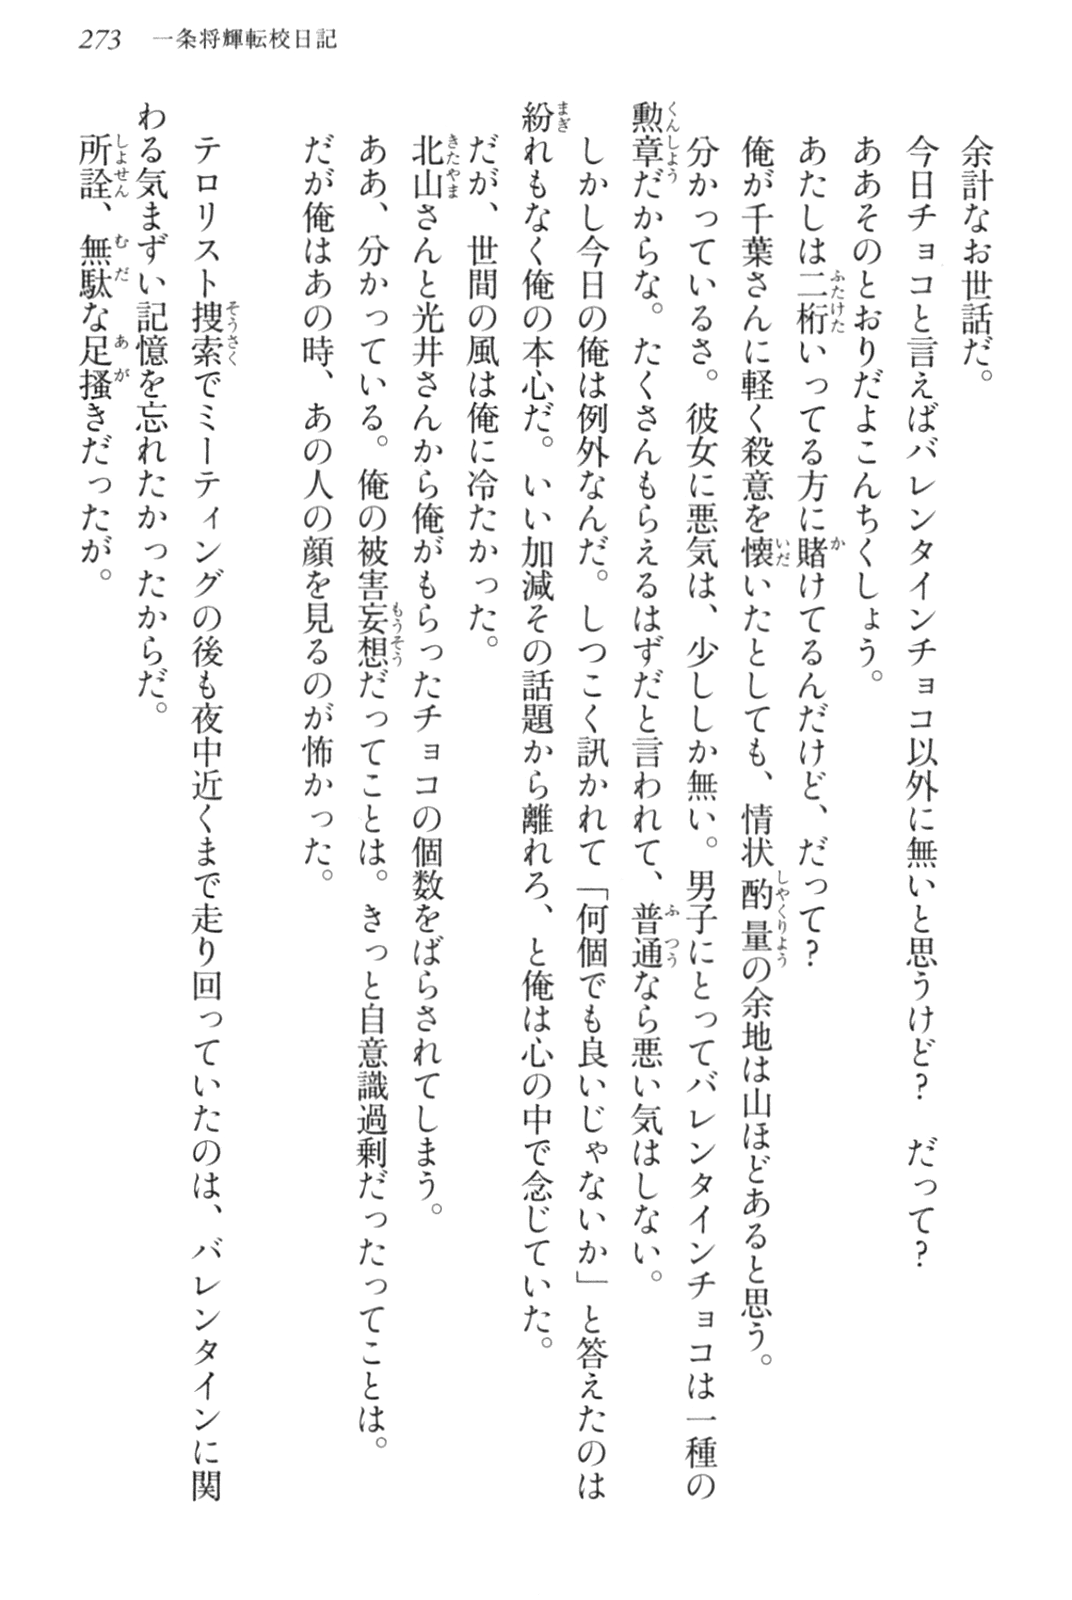 273 一条将輝転校日記
余計なお世話だ。
今日チョコと言えばバレンタインチョコ以外に無いと思うけど？　だって？
ああそのとおりだよこんちくしょう。
あたしは二桁いってる方に賭けてるんだけど、だって？
俺が千葉さんに軽く殺意を懐いたとしても、情状酌量の余地は山ほどあると思う。
分かっているさ。彼女に悪気は、少ししか無い。男子にとってバレンタインチョコは一種の
勲章だからな。たくさんもらえるはずだと言われて、普通なら悪い気はしない。
しかし今日の俺は例外なんだ。しつこく訊かれて「何個でも良いじゃないか」と答えたのは
紛れもなく俺の本心だ。いい加減その話題から離れろ、と俺は心の中で念じていた。
だが、世間の風は俺に冷たかった。
北山さんと光井さんから俺がもらったチョコの個数をばらされてしまう。
ああ、分かっている。俺の被害妄想だってことは。きっと自意識過剰だったってことは。
だが俺はあの時、あの人の顔を見るのが怖かった。
テロリスト捜索でミーティングの後も夜中近くまで走り回っていたのは、バレンタインに関
わる気まずい記憶を忘れたかったからだ。
所詮、無駄な足掻きだったが。